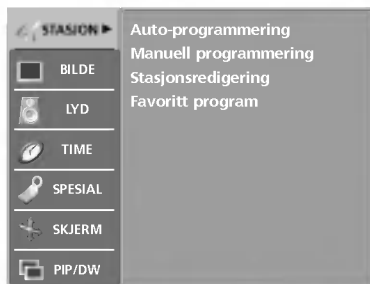 STASJON
BILDE
LYD
TIME
SPESIAL
SKJERM
PIP/DW
Auto-programmering
Manuell programmering
Stasjonsredigering
Favoritt program